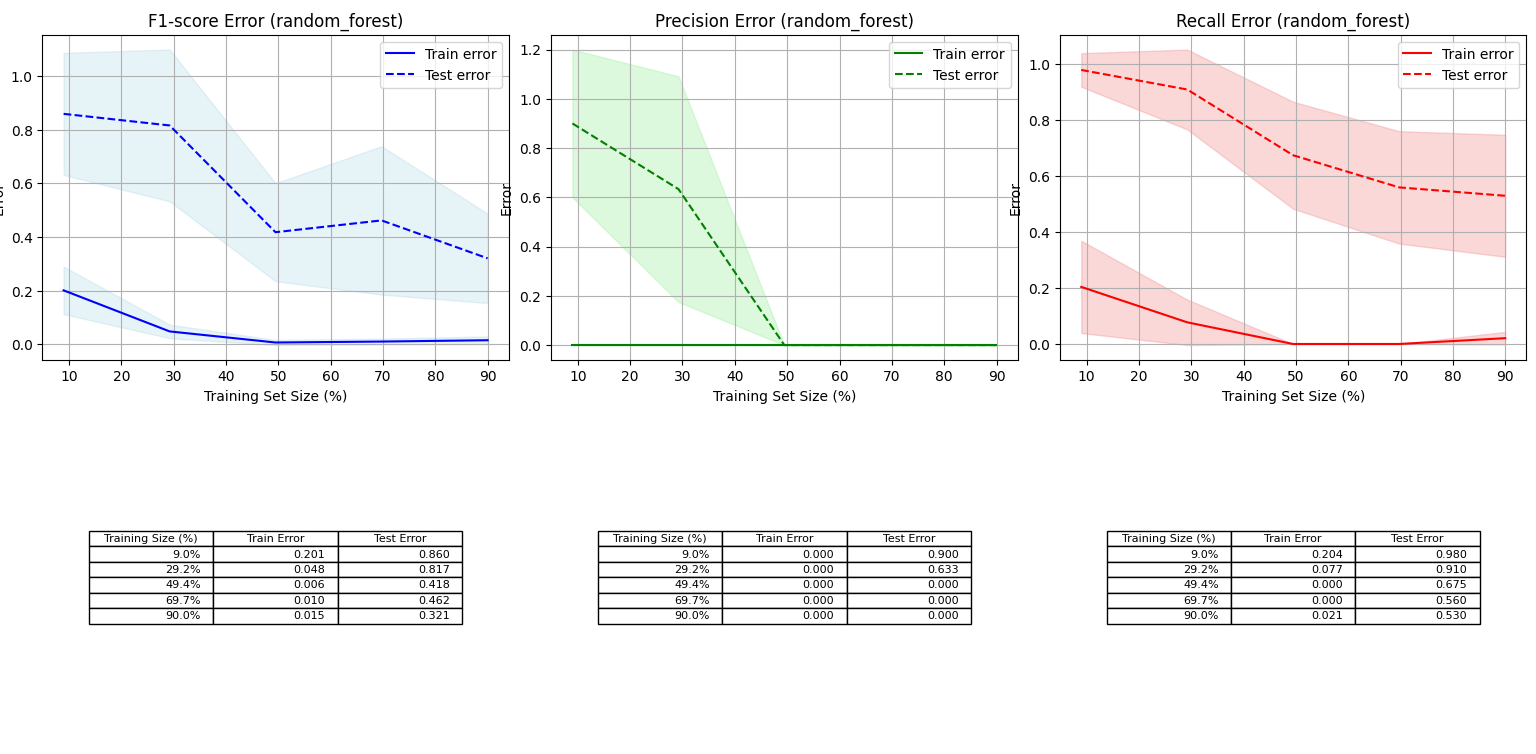 F1-score Error (random_forest)
Train error
Test error
1.0
0.8
0.6
0.4
0.2
0.0
10 20 30 40 50 60 70 80 90
Training Set Size (%)
Precision Error (random_forest)
Train error
Test error
Error
1.2
1.0
0.8
0.6
0.4
0.2
0.0
10 20 30 40 50 60 70 80 90
Training Set Size (%)
Recall Error (random_forest)
Train error
Test error
Error
1.0
0.8
0.6
0.4
0.2
0.0
10 20 30 40 50 60 70 80 90
Training Set Size (%)
Training Size (%) Train Error Test Error
9.0% 0.201 0.860
29.2% 0.048 0.817
49.4% 0.006 0.418
69.7% 0.010 0.462
90.0% 0.015 0.321
Training Size (%) Train Error Test Error
9.0% 0.000 0.900
29.2% 0.000 0.633
49.4% 0.000 0.000
69.7% 0.000 0.000
90.0% 0.000 0.000
Training Size (%) Train Error Test Error
9.0% 0.204 0.980
29.2% 0.077 0.910
49.4% 0.000 0.675
69.7% 0.000 0.560
90.0% 0.021 0.530